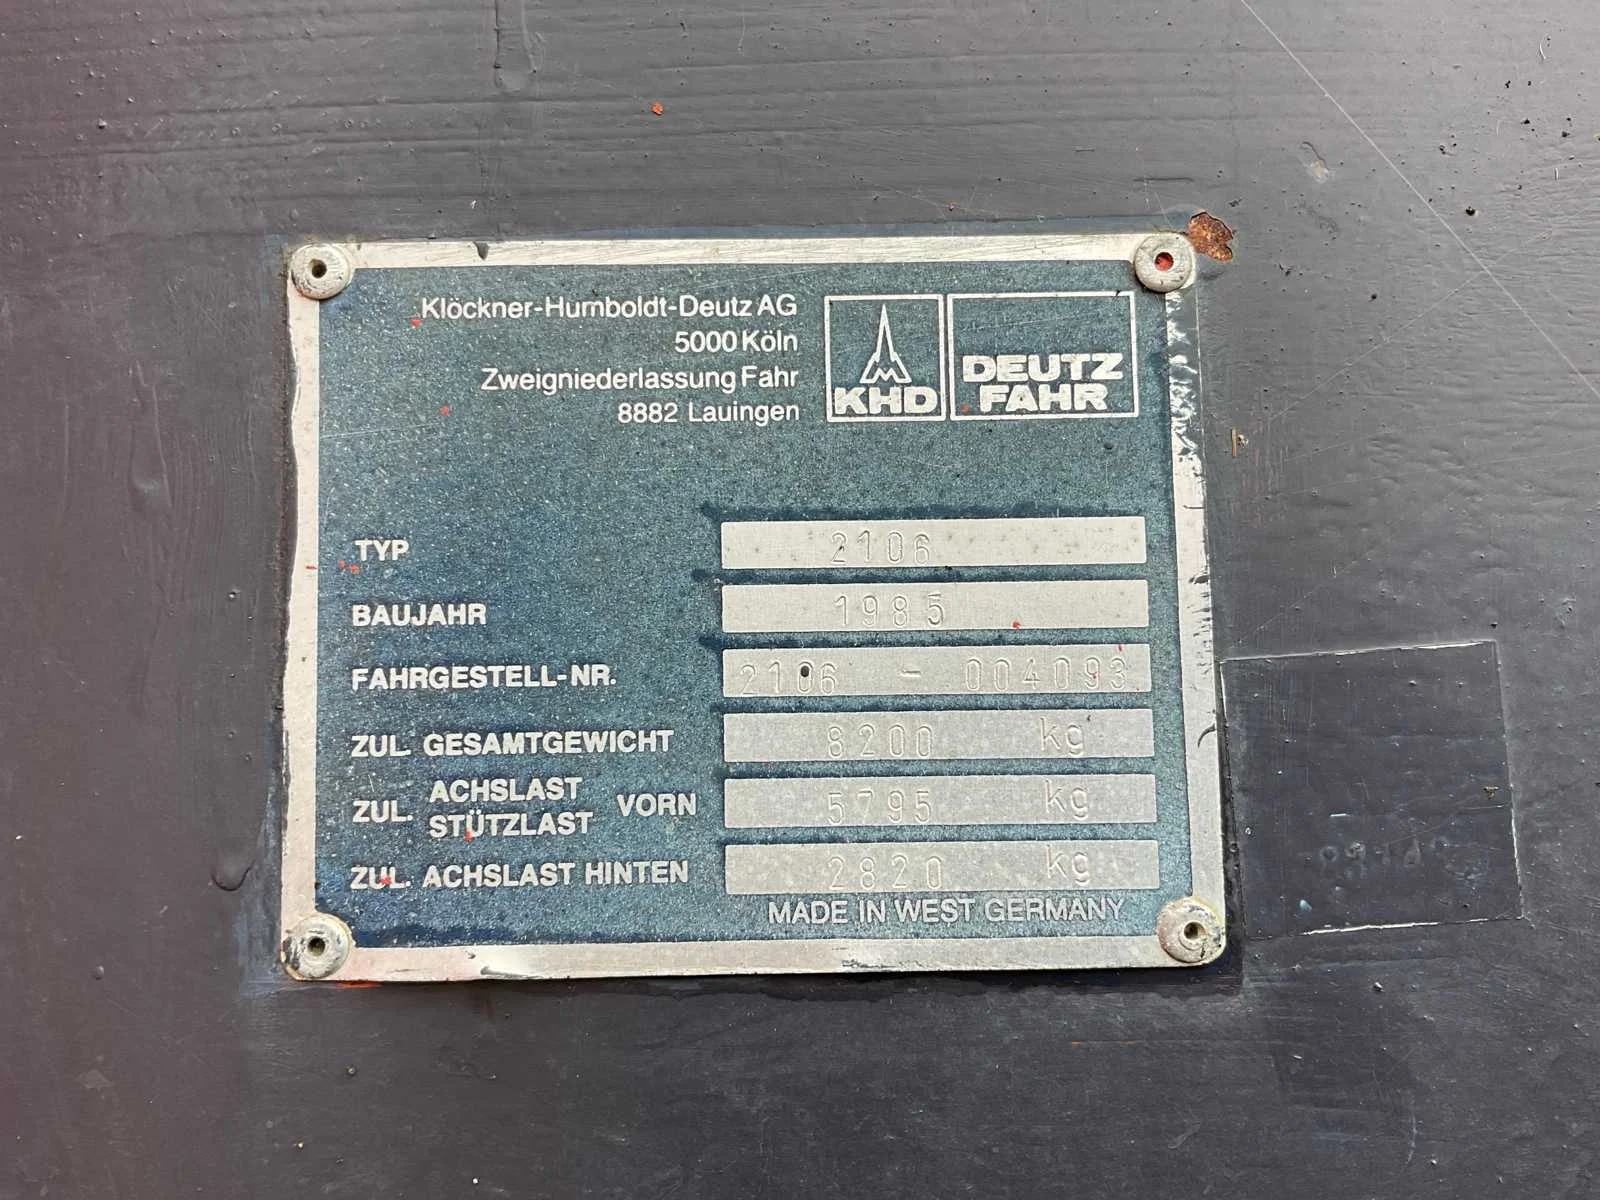 Klöckner-Humboldt-Deutz AG
5000 Köln
Zweigniederlassung Fahr
8882 Lauingen
KHD
DEUTZ
FAHR
TYP 2106
BAUJAHR 1985
FAHRGESTELL-NR. 2106 - 004093
ZUL. GESAMTGEWICHT 8200 kg
ZUL. ACHSLAST STÜTZLAST VORN 5795 kg
ZUL. ACHSLAST HINTEN 2820 kg
MADE IN WEST GERMANY